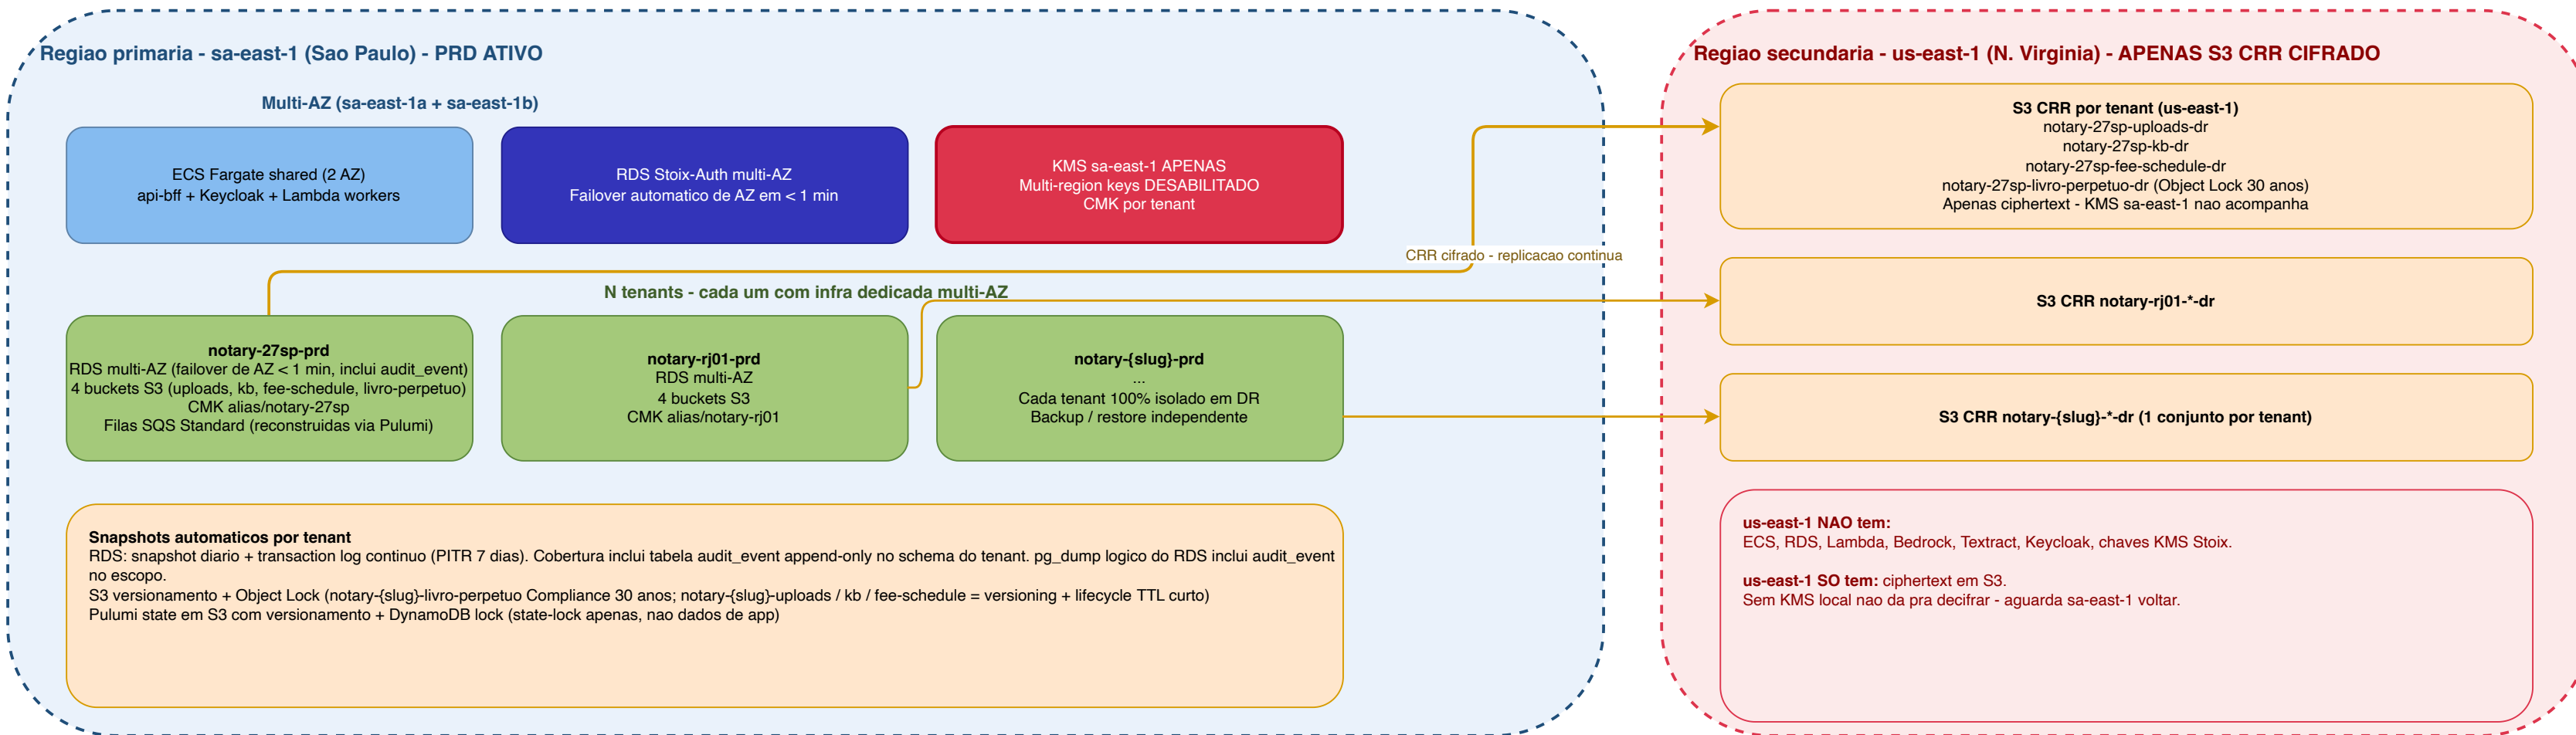 Regiao primaria - sa-east-1 (Sao Paulo) - PRD ATIVO
Multi-AZ (sa-east-1a + sa-east-1b)
ECS Fargate shared (2 AZ)
api-bff + Keycloak + Lambda workers
RDS Stoix-Auth multi-AZ
Failover automatico de AZ em < 1 min
KMS sa-east-1 APENAS
Multi-region keys DESABILITADO
CMK por tenant
CRR cifrado - replicacao continua
N tenants - cada um com infra dedicada multi-AZ
notary-27sp-prd
RDS multi-AZ (failover de AZ < 1 min, inclui audit_event)
4 buckets S3 (uploads, kb, fee-schedule, livro-perpetuo)
CMK alias/notary-27sp
Filas SQS Standard (reconstruidas via Pulumi)
notary-rj01-prd
RDS multi-AZ
4 buckets S3
CMK alias/notary-rj01
notary-{slug}-prd
...
Cada tenant 100% isolado em DR
Backup / restore independente
Snapshots automaticos por tenant
RDS: snapshot diario + transaction log continuo (PITR 7 dias). Cobertura inclui tabela audit_event append-only no schema do tenant. pg_dump logico do RDS inclui audit_event
no escopo.
S3 versionamento + Object Lock (notary-{slug}-livro-perpetuo Compliance 30 anos; notary-{slug}-uploads / kb / fee-schedule = versioning + lifecycle TTL curto)
Pulumi state em S3 com versionamento + DynamoDB lock (state-lock apenas, nao dados de app)
Regiao secundaria - us-east-1 (N. Virginia) - APENAS S3 CRR CIFRADO
S3 CRR por tenant (us-east-1)
notary-27sp-uploads-dr
notary-27sp-kb-dr
notary-27sp-fee-schedule-dr
notary-27sp-livro-perpetuo-dr (Object Lock 30 anos)
Apenas ciphertext - KMS sa-east-1 nao acompanha
S3 CRR notary-rj01-*-dr
S3 CRR notary-{slug}-*-dr (1 conjunto por tenant)
us-east-1 NAO tem:
ECS, RDS, Lambda, Bedrock, Textract, Keycloak, chaves KMS Stoix.
us-east-1 SO tem: ciphertext em S3.
Sem KMS local nao da pra decifrar - aguarda sa-east-1 voltar.